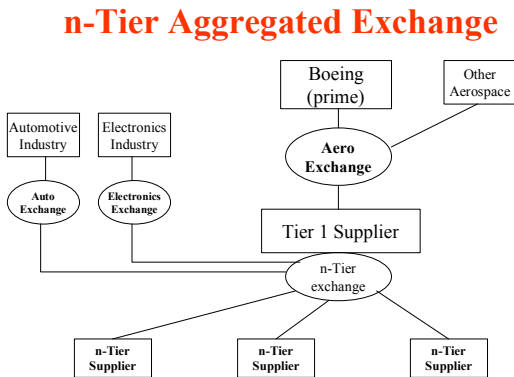 n-Tier Aggregated Exchange
Boeing
(prime)
Other
Aerospace
Automotive
Industry
Electronics
Industry
Aero
Exchange
Auto
Exchange
Electronics
Exchange
Tier 1 Supplier
n-Tier
exchange
n-Tier
Supplier
n-Tier
Supplier
n-Tier
Supplier